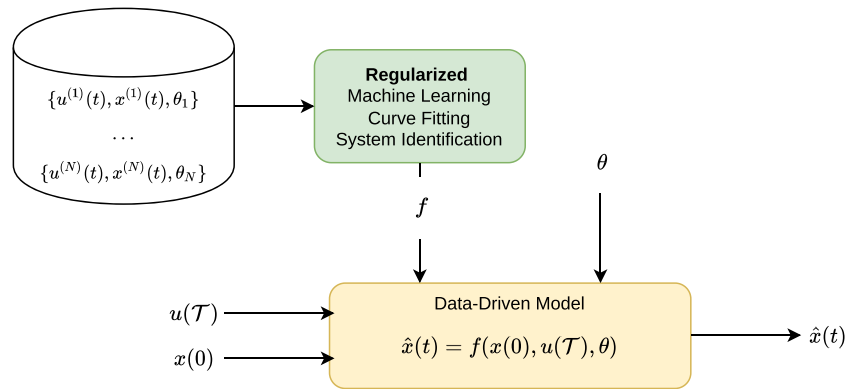 {u^{(1)}(t), x^{(1)}(t), θ_1}
...
{u^{(N)}(t), x^{(N)}(t), θ_N}
Regularized
Machine Learning
Curve Fitting
System Identification
θ
f
Data-Driven Model
u(𝒯)
x(0)
x̂(t) = f(x(0), u(𝒯), θ)
x̂(t)